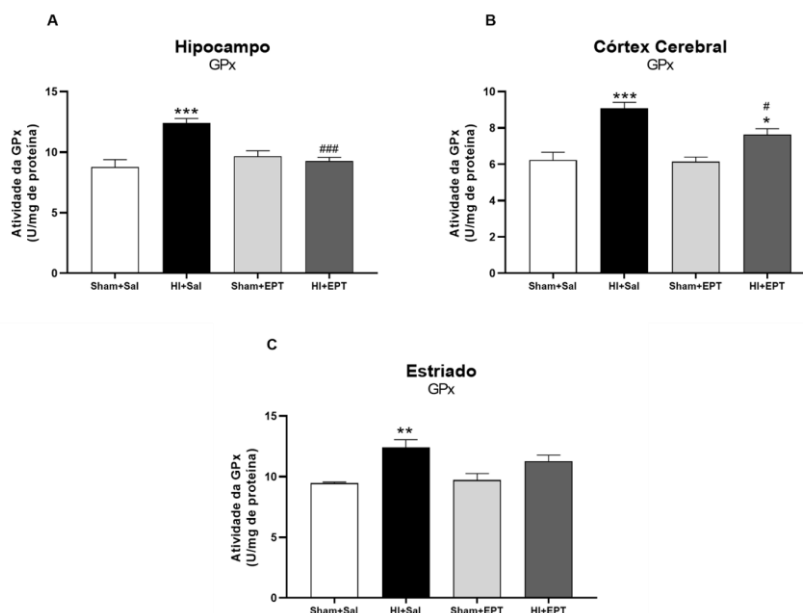 A
Hipocampo
GPx
Atividade da GPx
(U/mg de proteína)
15
10
5
0
***
###
Sham+Sal HI+Sal Sham+EPT HI+EPT
B
Córtex Cerebral
GPx
Atividade da GPx
(U/mg de proteína)
10
8
6
4
2
0
***
#
*
Sham+Sal HI+Sal Sham+EPT HI+EPT
C
Estriado
GPx
Atividade da GPx
(U/mg de proteína)
15
10
5
0
**
Sham+Sal HI+Sal Sham+EPT HI+EPT